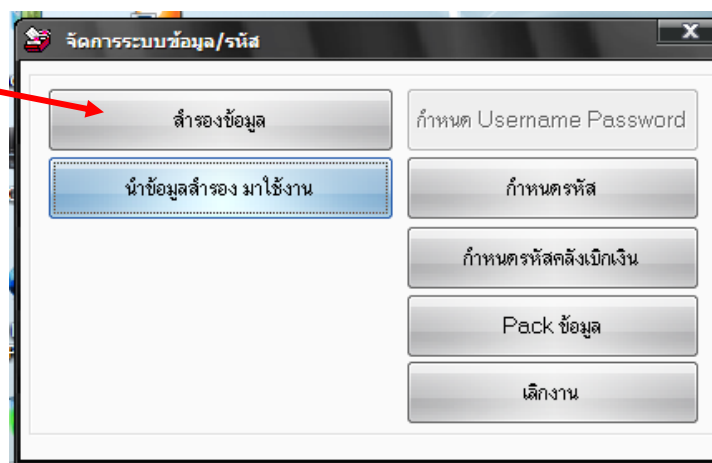 จัดการระบบข้อมูล/รหัส
สำรองข้อมูล
นำข้อมูลสำรอง มาใช้งาน
กำหนด Username Password
กำหนดรหัส
กำหนดรหัสคลังเบิกเงิน
Pack ข้อมูล
เลิกงาน